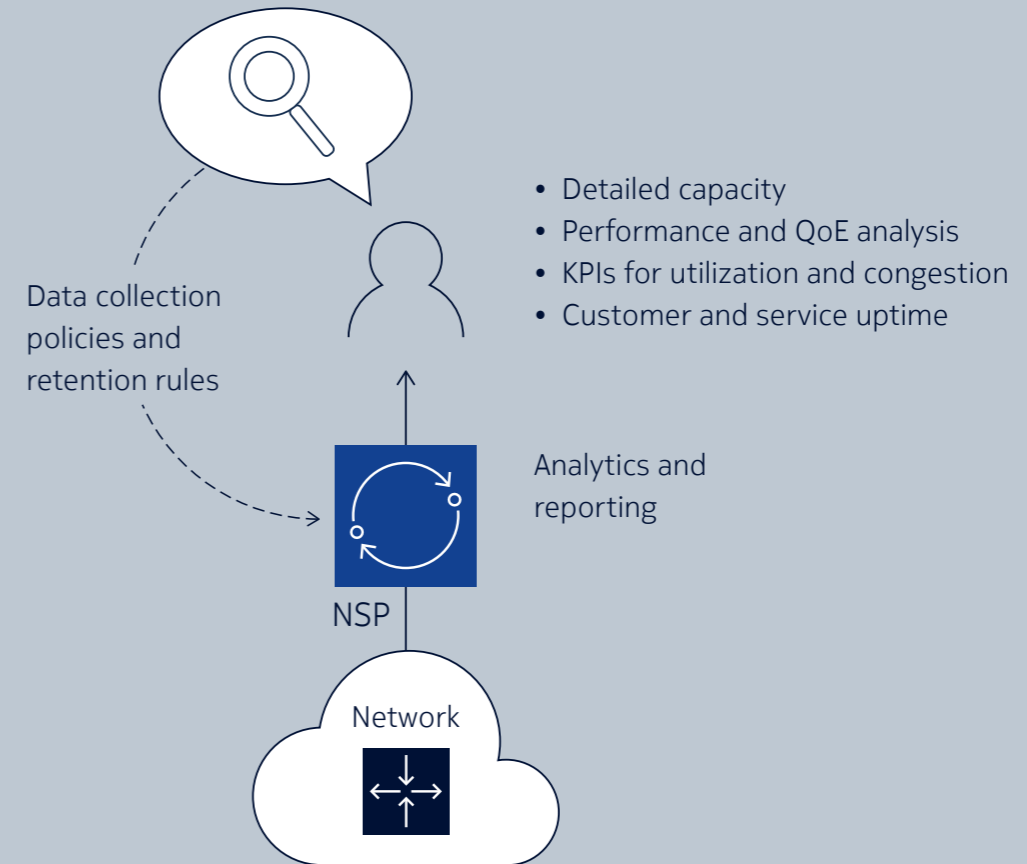 • Detailed capacity
• Performance and QoE analysis
• KPIs for utilization and congestion
• Customer and service uptime
Data collection
policies and
retention rules
Analytics and
reporting
NSP
Network